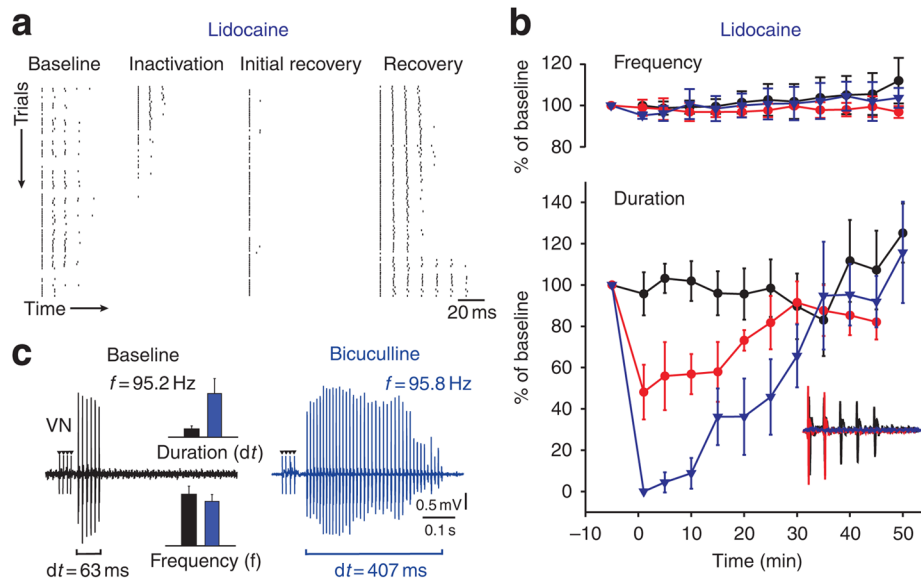 a
Lidocaine
Baseline Inactivation Initial recovery Recovery
Trials
Time
20 ms
b
Lidocaine
Frequency
% of baseline
120
100
80
Duration
% of baseline
140
120
100
80
60
40
20
0
−10 0 10 20 30 40 50
Time (min)
c
Baseline
f = 95.2 Hz
VN
Duration (dt)
Frequency (f)
dt = 63 ms
Bicuculline
f = 95.8 Hz
0.5 mV
0.1 s
dt = 407 ms